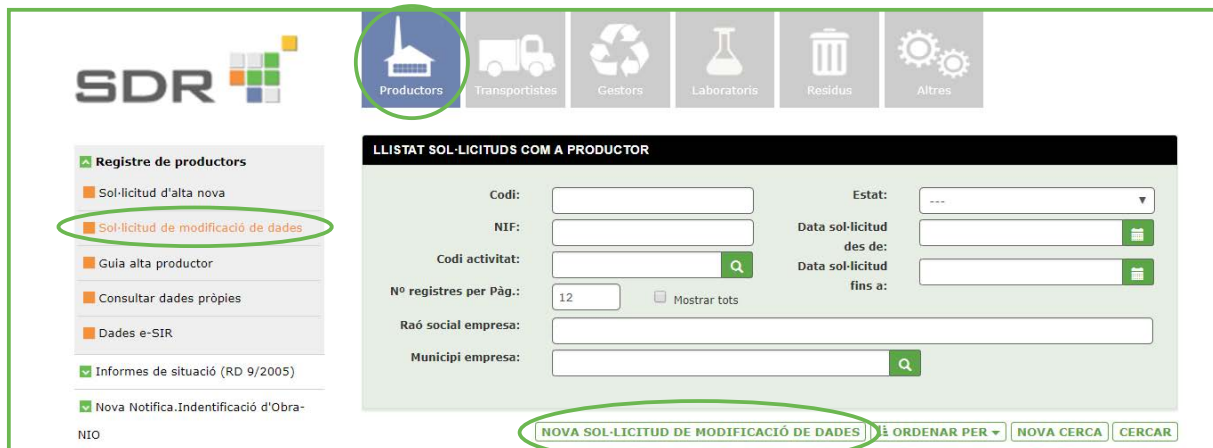 SDR
Productors
Transportistes
Gestors
Laboratoris
Residus
Altres
Registre de productors
Sol·licitud d'alta nova
Sol·licitud de modificació de dades
Guia alta productor
Consultar dades pròpies
Dades e-SIR
Informes de situació (RD 9/2005)
Nova Notifica.Indentificació d'Obra-
NIO
LLISTAT SOL·LICITUDS COM A PRODUCTOR
Codi:
Estat: ---
NIF:
Data sol·licitud
des de:
Codi activitat:
Data sol·licitud
fins a:
Nº registres per Pàg.: 12 Mostrar tots
Raó social empresa:
Municipi empresa:
NOVA SOL·LICITUD DE MODIFICACIÓ DE DADES ORDENAR PER NOVA CERCA CERCAR